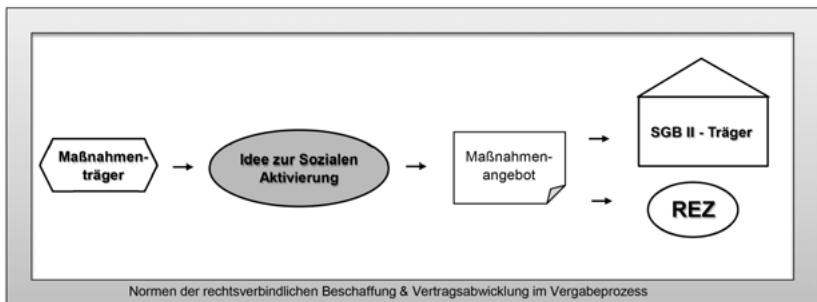 Maßnahmen-
träger
Idee zur Sozialen
Aktivierung
Maßnahmen-
angebot
SGB II - Träger
REZ
Normen der rechtsverbindlichen Beschaffung & Vertragsabwicklung im Vergabeprozess